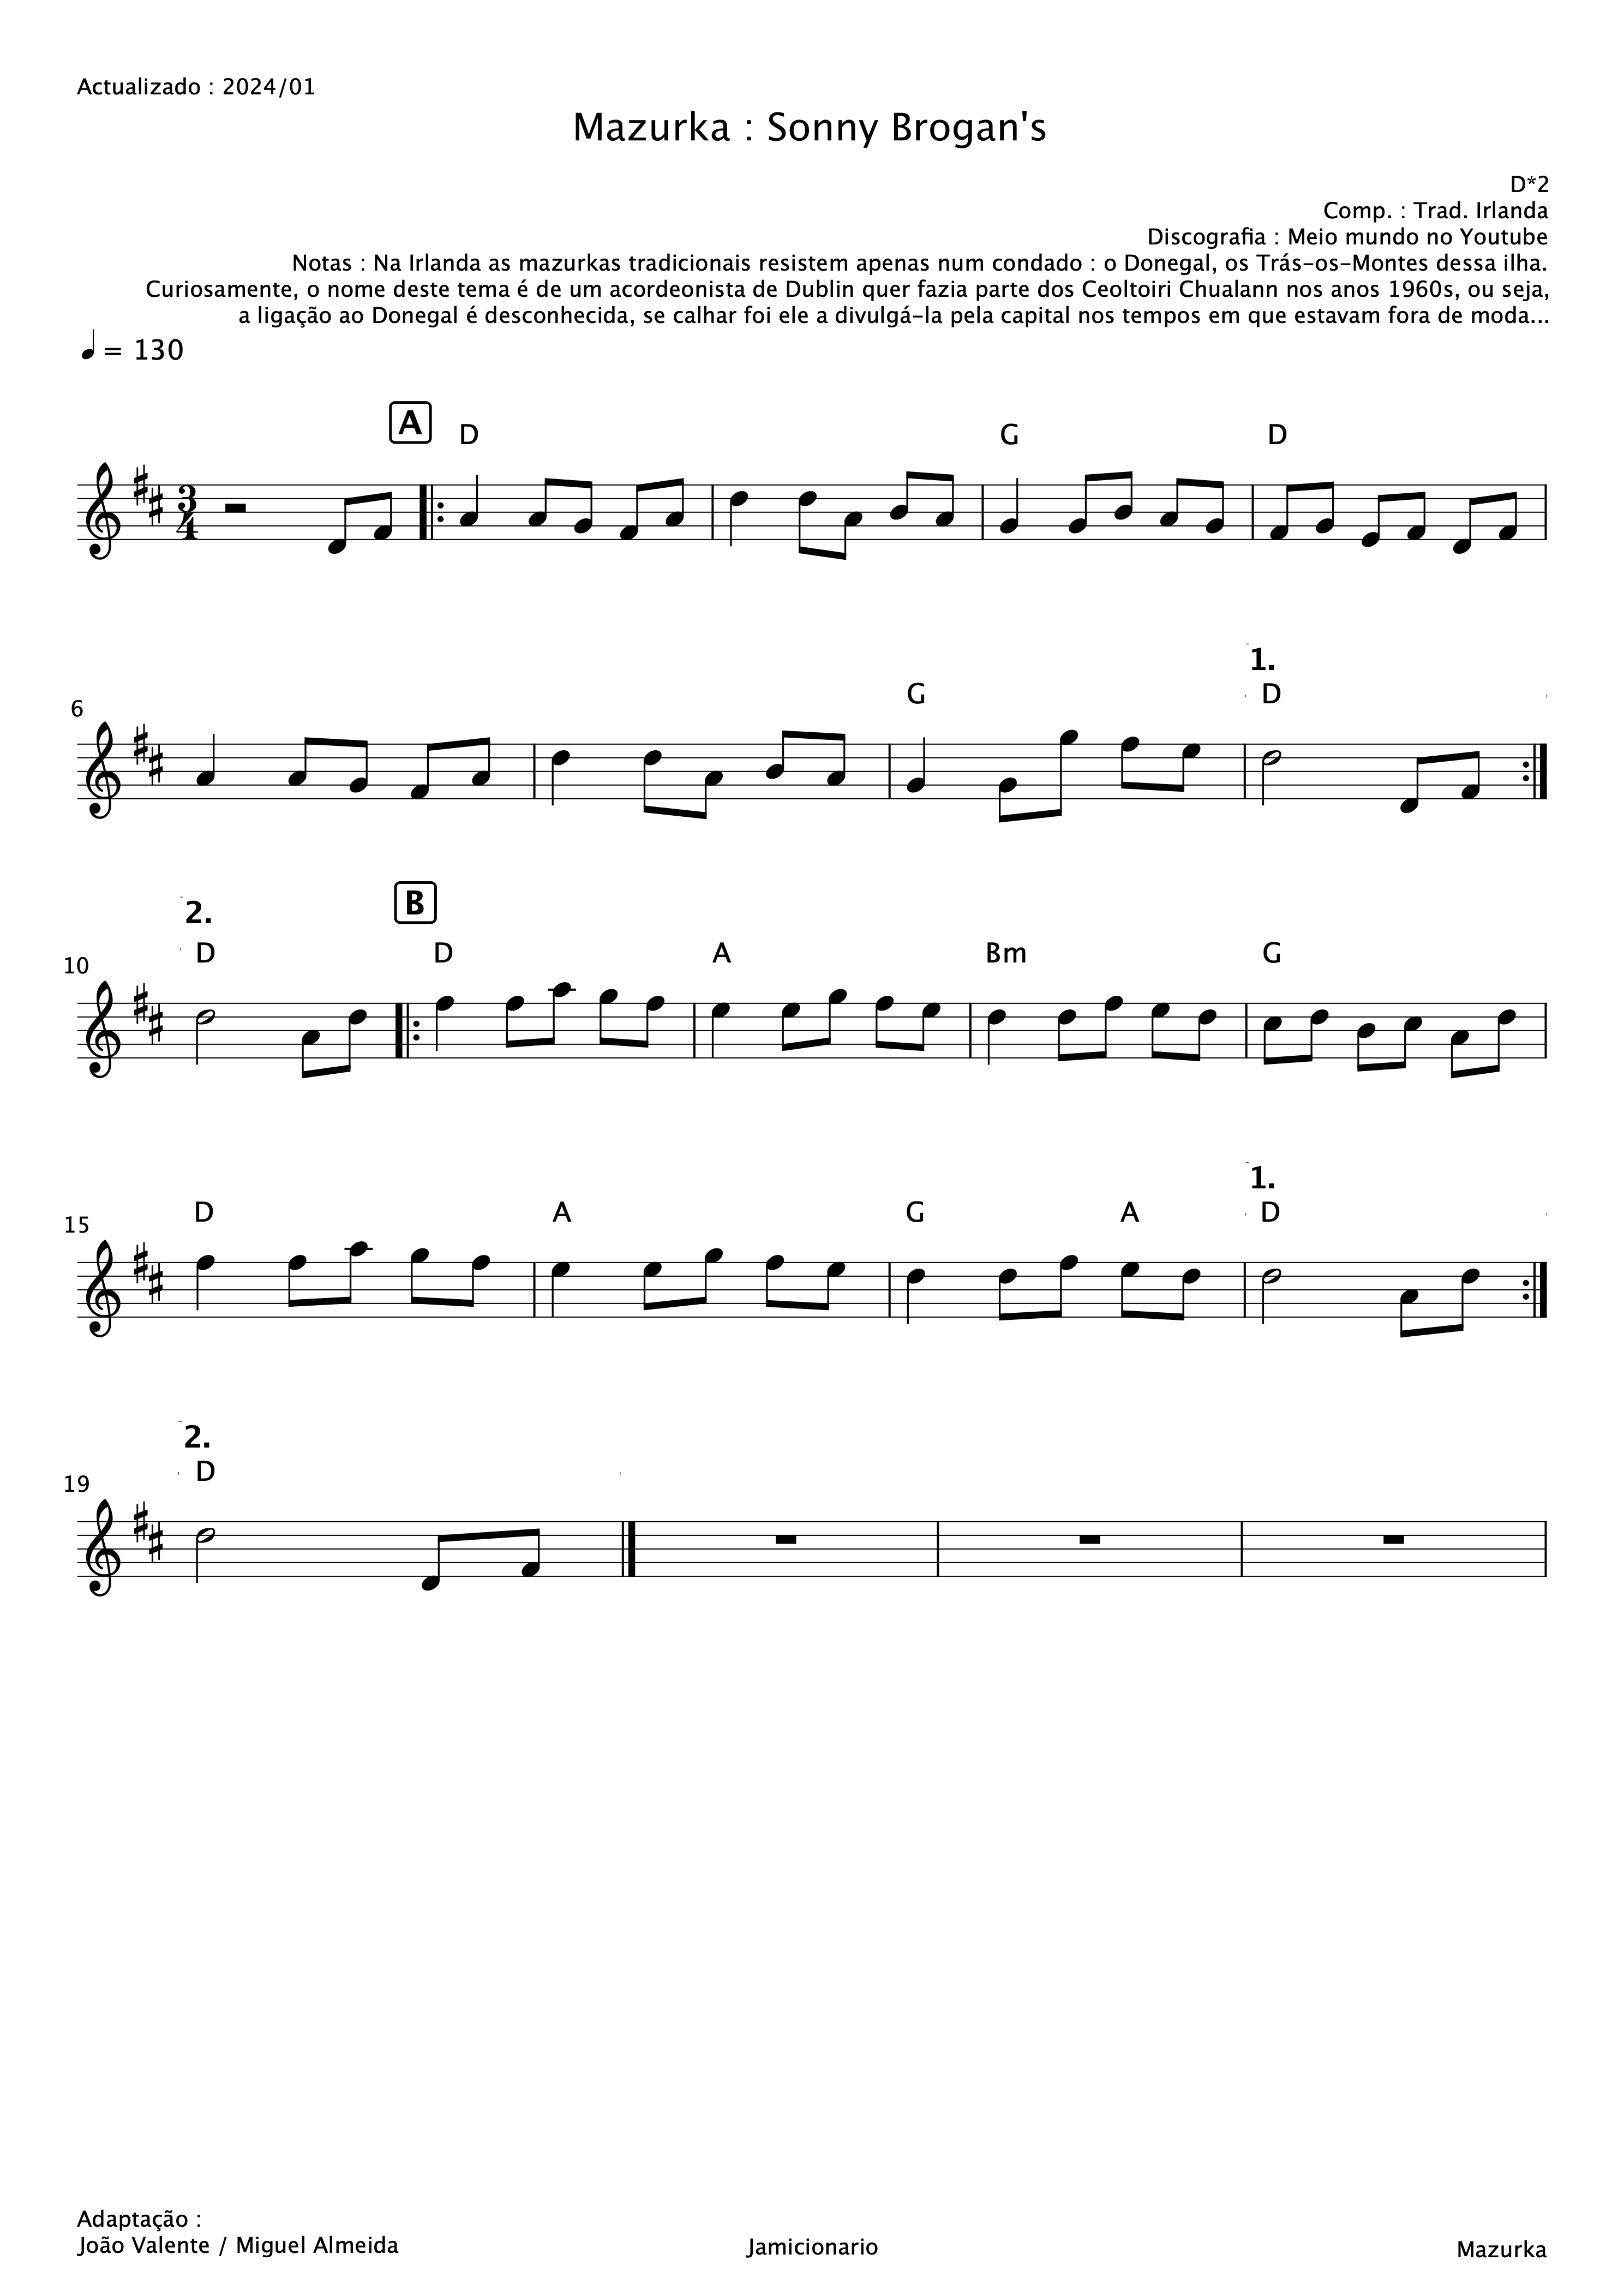 Actualizado : 2024/01
Mazurka : Sonny Brogan's
D*2
Comp. : Trad. Irlanda
Discografia : Meio mundo no Youtube
Notas : Na Irlanda as mazurkas tradicionais resistem apenas num condado : o Donegal, os Trás-os-Montes dessa ilha.
Curiosamente, o nome deste tema é de um acordeonista de Dublin quer fazia parte dos Ceoltoiri Chualann nos anos 1960s, ou seja,
a ligação ao Donegal é desconhecida, se calhar foi ele a divulgá-la pela capital nos tempos em que estavam fora de moda...
= 130
A D G D
3
4
1.
6 G D
2. B
10 D D A Bm G
1.
15 D A G A D
2.
19 D
Adaptação :
João Valente / Miguel Almeida
Jamicionario
Mazurka